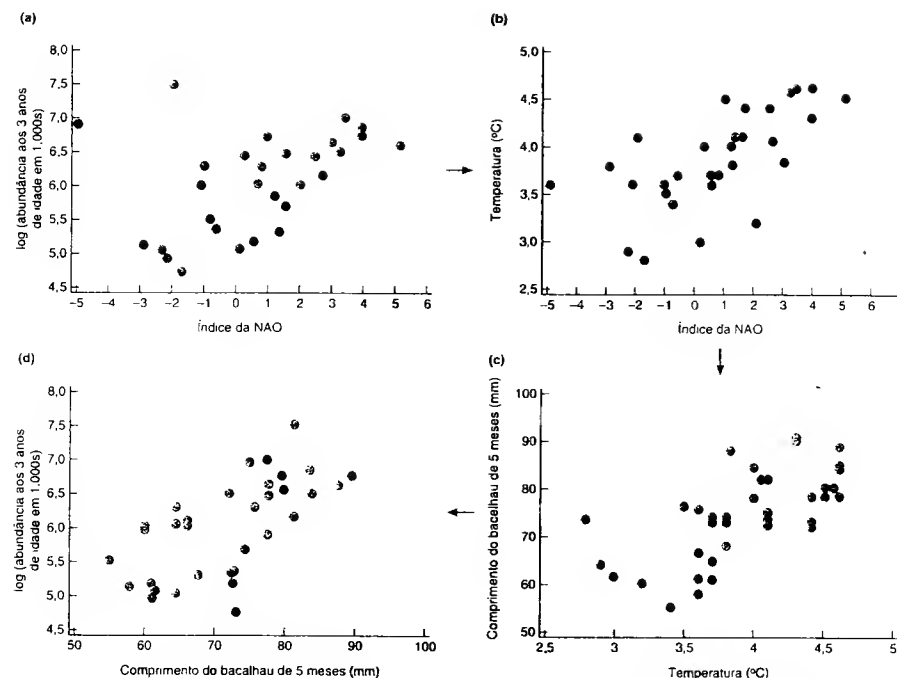 (a)
log (abundância aos 3 anos
de idade em 1.000s)
8,0
7,5
7,0
6,5
6,0
5,5
5,0
4,5
−5 −4 −3 −2 −1 0 1 2 3 4 5 6
Índice da NAO
(b)
Temperatura (ºC)
5,0
4,5
4,0
3,5
3,0
2,5
−5 −4 −3 −2 −1 0 1 2 3 4 5 6
Índice da NAO
(d)
log (abundância aos 3 anos
de idade em 1.000s)
8,0
7,5
7,0
6,5
6,0
5,5
5,0
4,5
50 60 70 80 90 100
Comprimento do bacalhau de 5 meses (mm)
(c)
Comprimento do bacalhau de 5 meses (mm)
100
90
80
70
60
50
2,5 3 3,5 4 4,5 5
Temperatura (ºC)